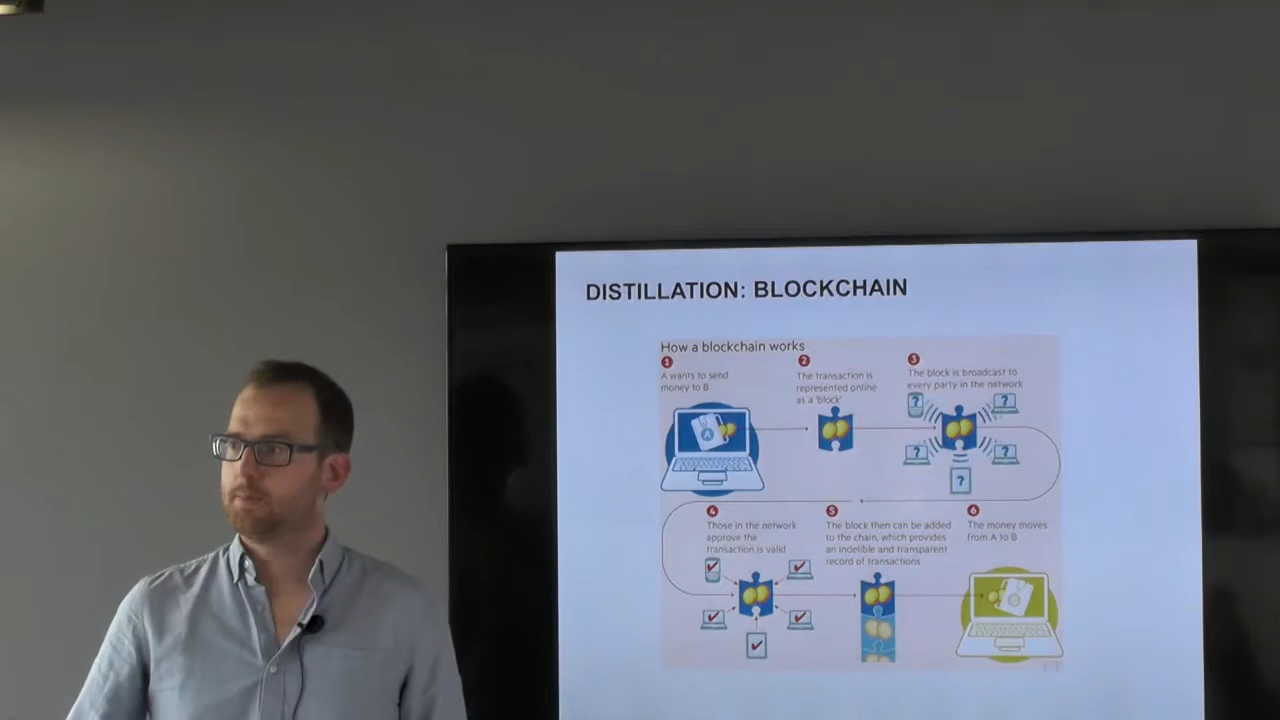 DISTILLATION: BLOCKCHAIN
How a blockchain works
1
A wants to send
money to B
2
The transaction is
represented online
as a 'block'
3
The block is broadcast to
every party in the network
?
?
?
?
?
A
4
Those in the network
approve the
transaction is valid
5
The block then can be added
to the chain, which provides
an indelible and transparent
record of transactions
6
The money moves
from A to B